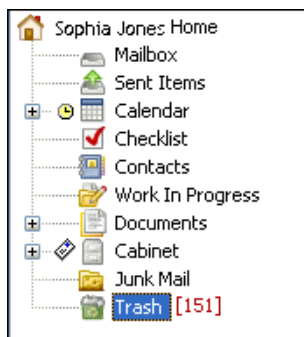 Sophia Jones Home
Mailbox
Sent Items
Calendar
Checklist
Contacts
Work In Progress
Documents
Cabinet
Junk Mail
Trash [151]